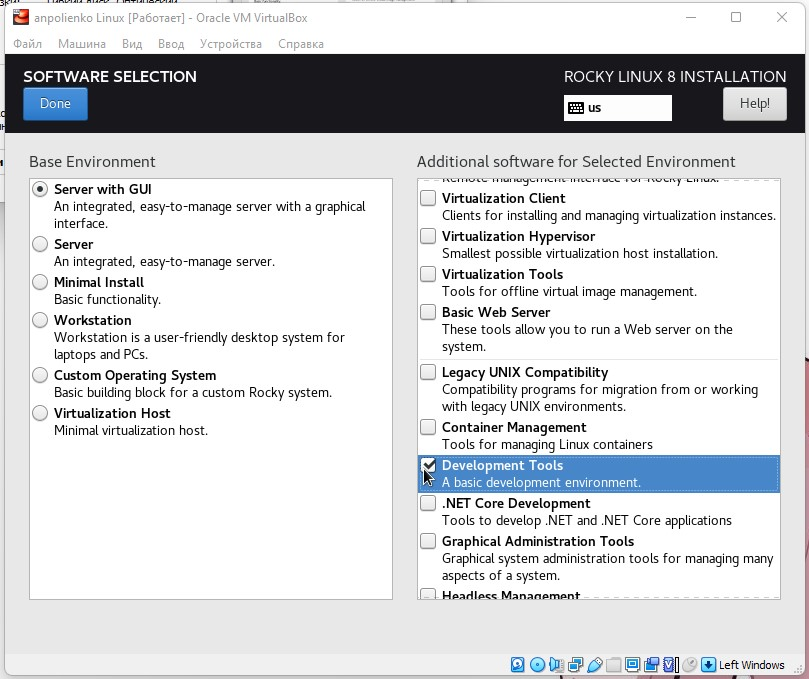 anpolienko Linux [Работает] - Oracle VM VirtualBox
Файл Машина Вид Ввод Устройства Справка
SOFTWARE SELECTION
ROCKY LINUX 8 INSTALLATION
Done
us
Help!
Base Environment
Server with GUI
An integrated, easy-to-manage server with a graphical
interface.
Server
An integrated, easy-to-manage server.
Minimal Install
Basic functionality.
Workstation
Workstation is a user-friendly desktop system for
laptops and PCs.
Custom Operating System
Basic building block for a custom Rocky system.
Virtualization Host
Minimal virtualization host.
Additional software for Selected Environment
Remote management interface for Rocky Linux.
Virtualization Client
Clients for installing and managing virtualization instances.
Virtualization Hypervisor
Smallest possible virtualization host installation.
Virtualization Tools
Tools for offline virtual image management.
Basic Web Server
These tools allow you to run a Web server on the
system.
Legacy UNIX Compatibility
Compatibility programs for migration from or working
with legacy UNIX environments.
Container Management
Tools for managing Linux containers
Development Tools
A basic development environment.
.NET Core Development
Tools to develop .NET and .NET Core applications
Graphical Administration Tools
Graphical system administration tools for managing many
aspects of a system.
Headless Management
Left Windows